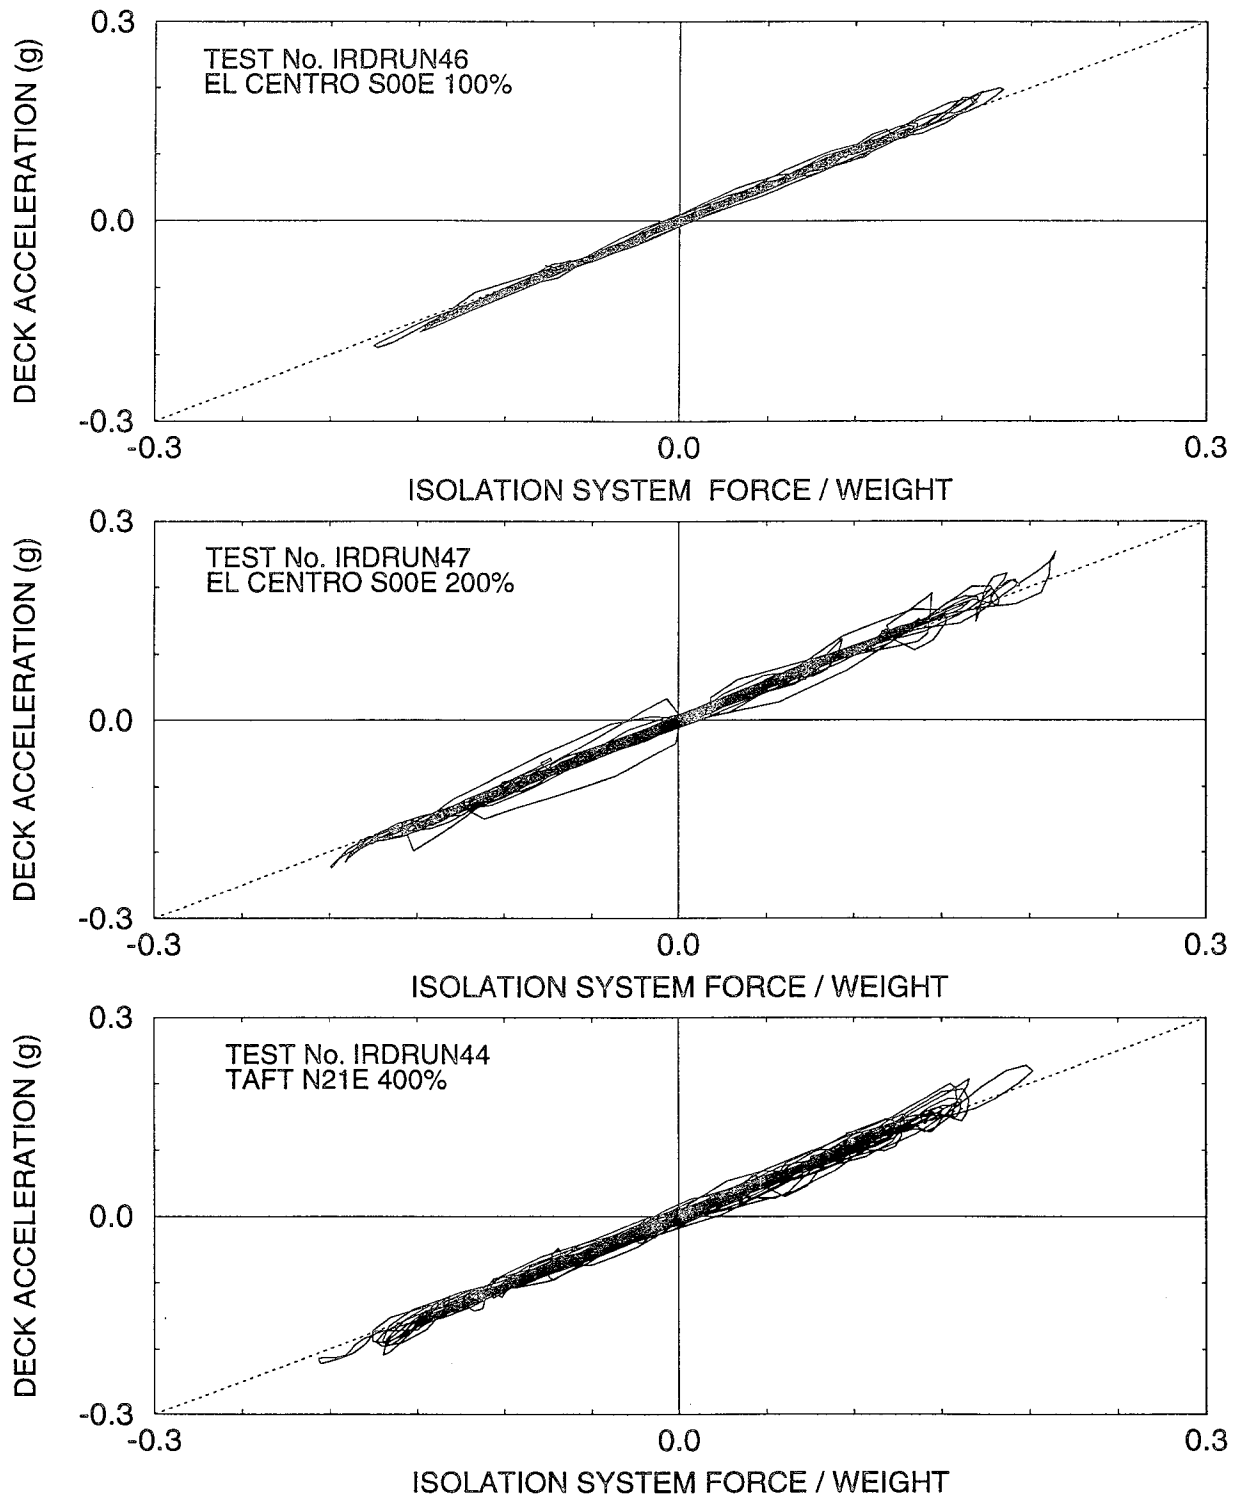 0.3
TEST No. IRDRUN46
EL CENTRO S00E 100%
DECK ACCELERATION (g)
0.0
-0.3
-0.3 0.0 0.3
ISOLATION SYSTEM FORCE / WEIGHT
0.3
TEST No. IRDRUN47
EL CENTRO S00E 200%
DECK ACCELERATION (g)
0.0
-0.3
-0.3 0.0 0.3
ISOLATION SYSTEM FORCE / WEIGHT
0.3
TEST No. IRDRUN44
TAFT N21E 400%
DECK ACCELERATION (g)
0.0
-0.3
-0.3 0.0 0.3
ISOLATION SYSTEM FORCE / WEIGHT